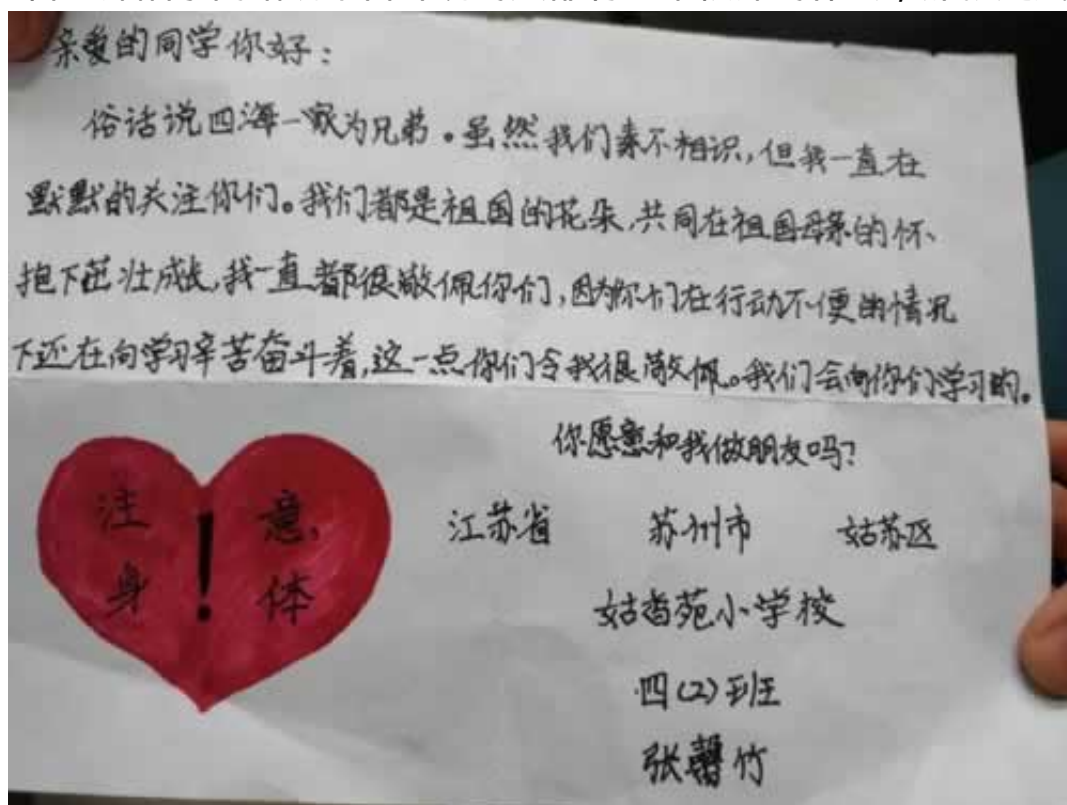 亲爱的同学你好：
俗话说四海一家为兄弟。虽然我们素不相识，但我一直在
默默的关注你们。我们都是祖国的花朵，共同在祖国母亲的怀
抱下茁壮成长，我一直都很敬佩你们，因为你们在行动不便的情况
下还在向学习辛苦奋斗着，这一点你们令我很敬佩。我们会向你们学习的。
你愿意和我做朋友吗？
注！意，
身 体
江苏省 苏州市 姑苏区
姑香苑小学校
四(2)班
张馨竹